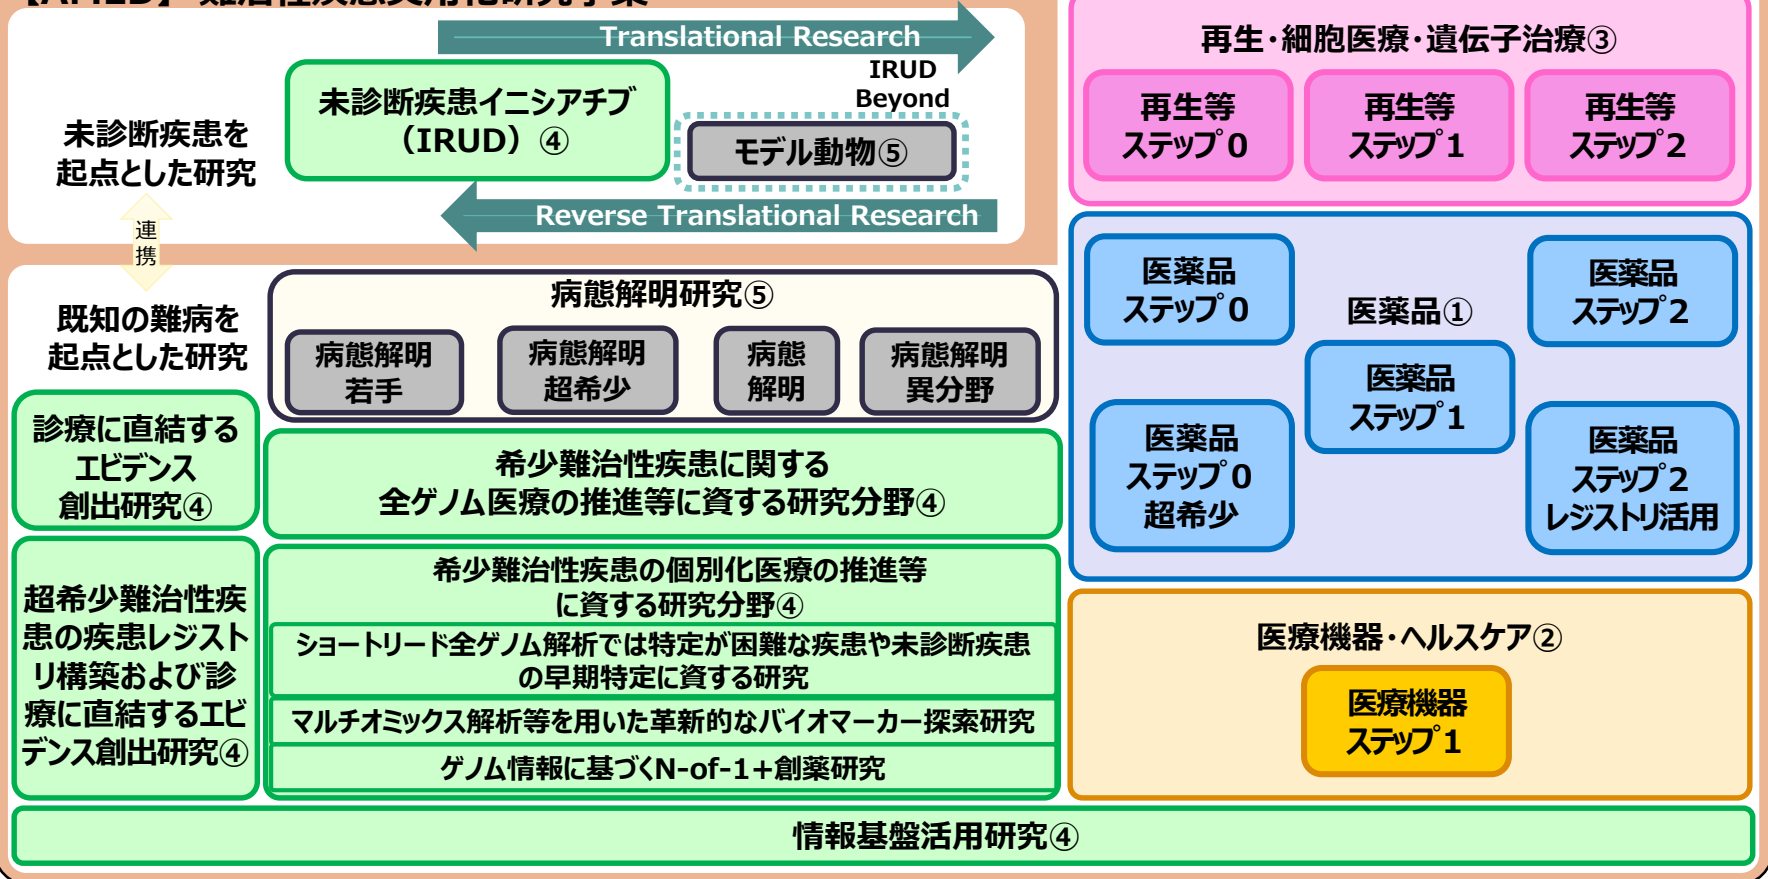 【AMED】難治性疾患実用化研究事業
Translational Research
IRUD
Beyond
未診断疾患イニシアチブ
（IRUD）④
モデル動物⑤
未診断疾患を
起点とした研究
Reverse Translational Research
連
携
既知の難病を
起点とした研究
病態解明研究⑤
病態解明
若手
病態解明
超希少
病態
解明
病態解明
異分野
診療に直結する
エビデンス
創出研究④
希少難治性疾患に関する
全ゲノム医療の推進等に資する研究分野④
超希少難治性疾
患の疾患レジスト
リ構築および診
療に直結するエビ
デンス創出研究④
希少難治性疾患の個別化医療の推進等
に資する研究分野④
ショートリード全ゲノム解析では特定が困難な疾患や未診断疾患
の早期特定に資する研究
マルチオミックス解析等を用いた革新的なバイオマーカー探索研究
ゲノム情報に基づくN-of-1+創薬研究
再生・細胞医療・遺伝子治療③
再生等
ステップ0
再生等
ステップ1
再生等
ステップ2
医薬品①
医薬品
ステップ0
医薬品
ステップ1
医薬品
ステップ2
医薬品
ステップ0
超希少
医薬品
ステップ2
レジストリ活用
医療機器・ヘルスケア②
医療機器
ステップ1
情報基盤活用研究④